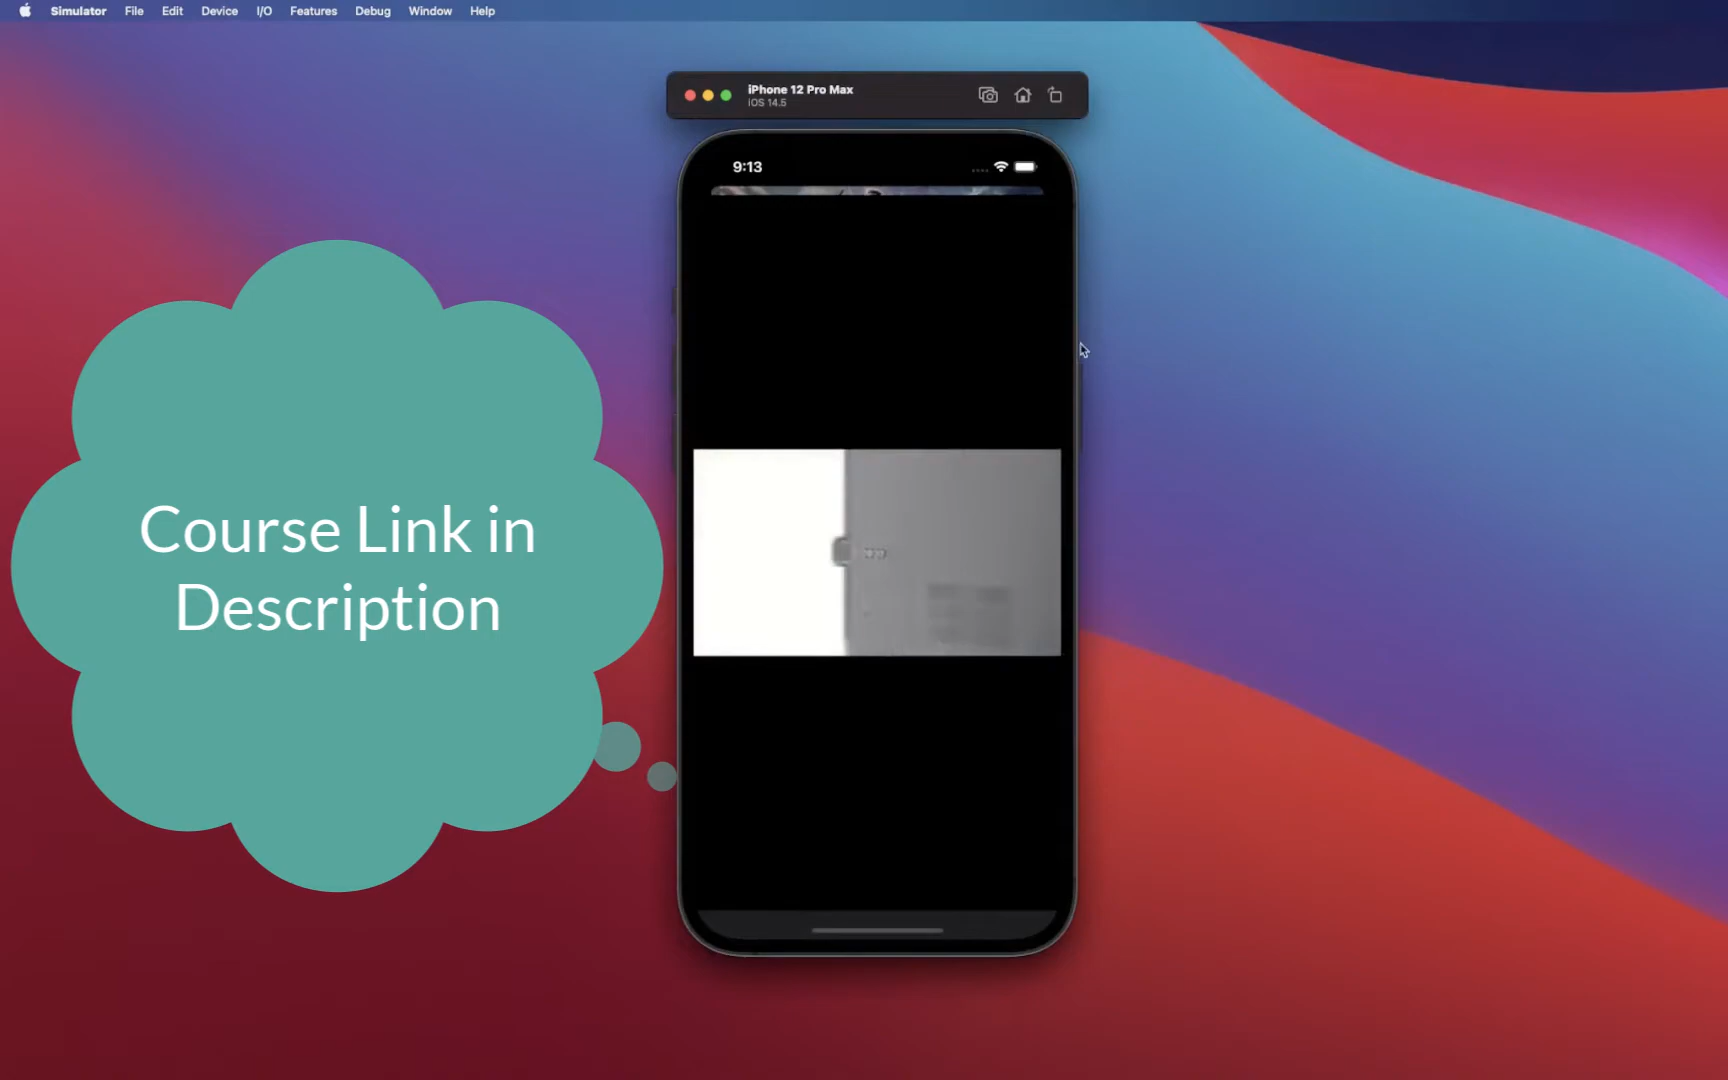 Simulator File Edit Device I/O Features Debug Window Help
iPhone 12 Pro Max
iOS 14.5
9:13
Course Link in
Description